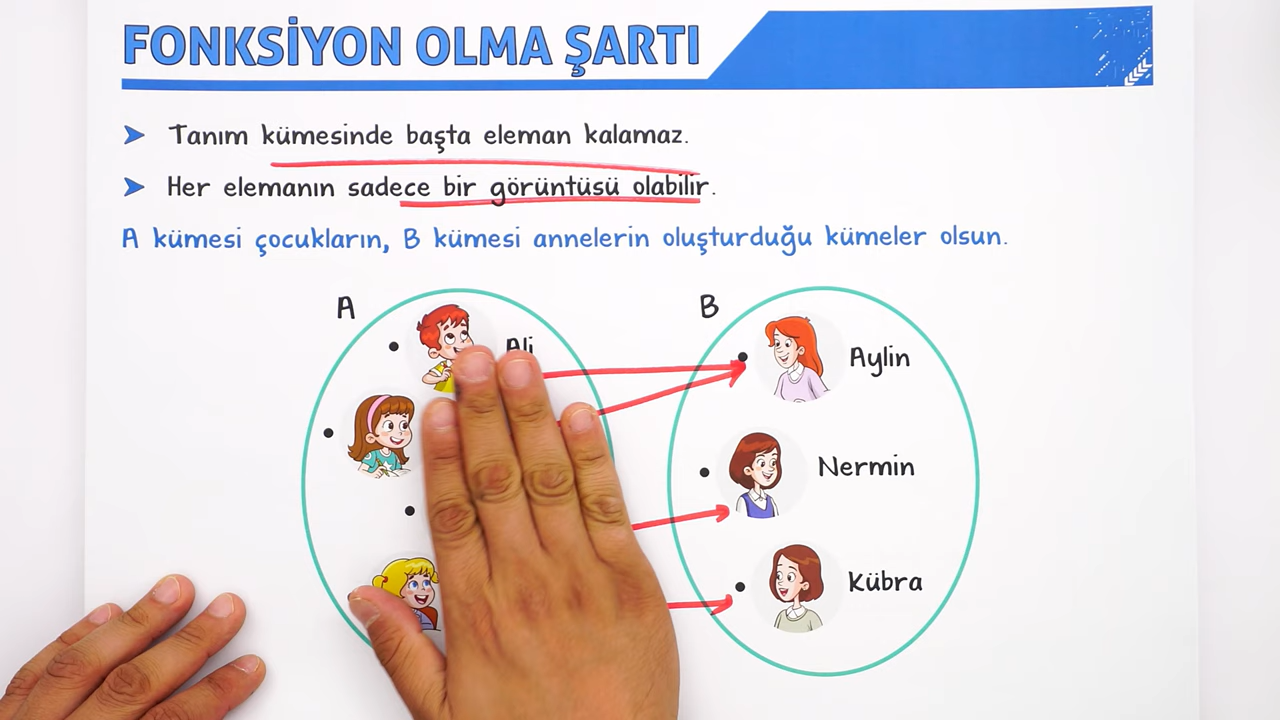 FONKSİYON OLMA ŞARTI
Tanım kümesinde başta eleman kalamaz.
Her elemanın sadece bir görüntüsü olabilir.
A kümesi çocukların, B kümesi annelerin oluşturduğu kümeler olsun.
A
B
Ali
Aylin
Nermin
Kübra